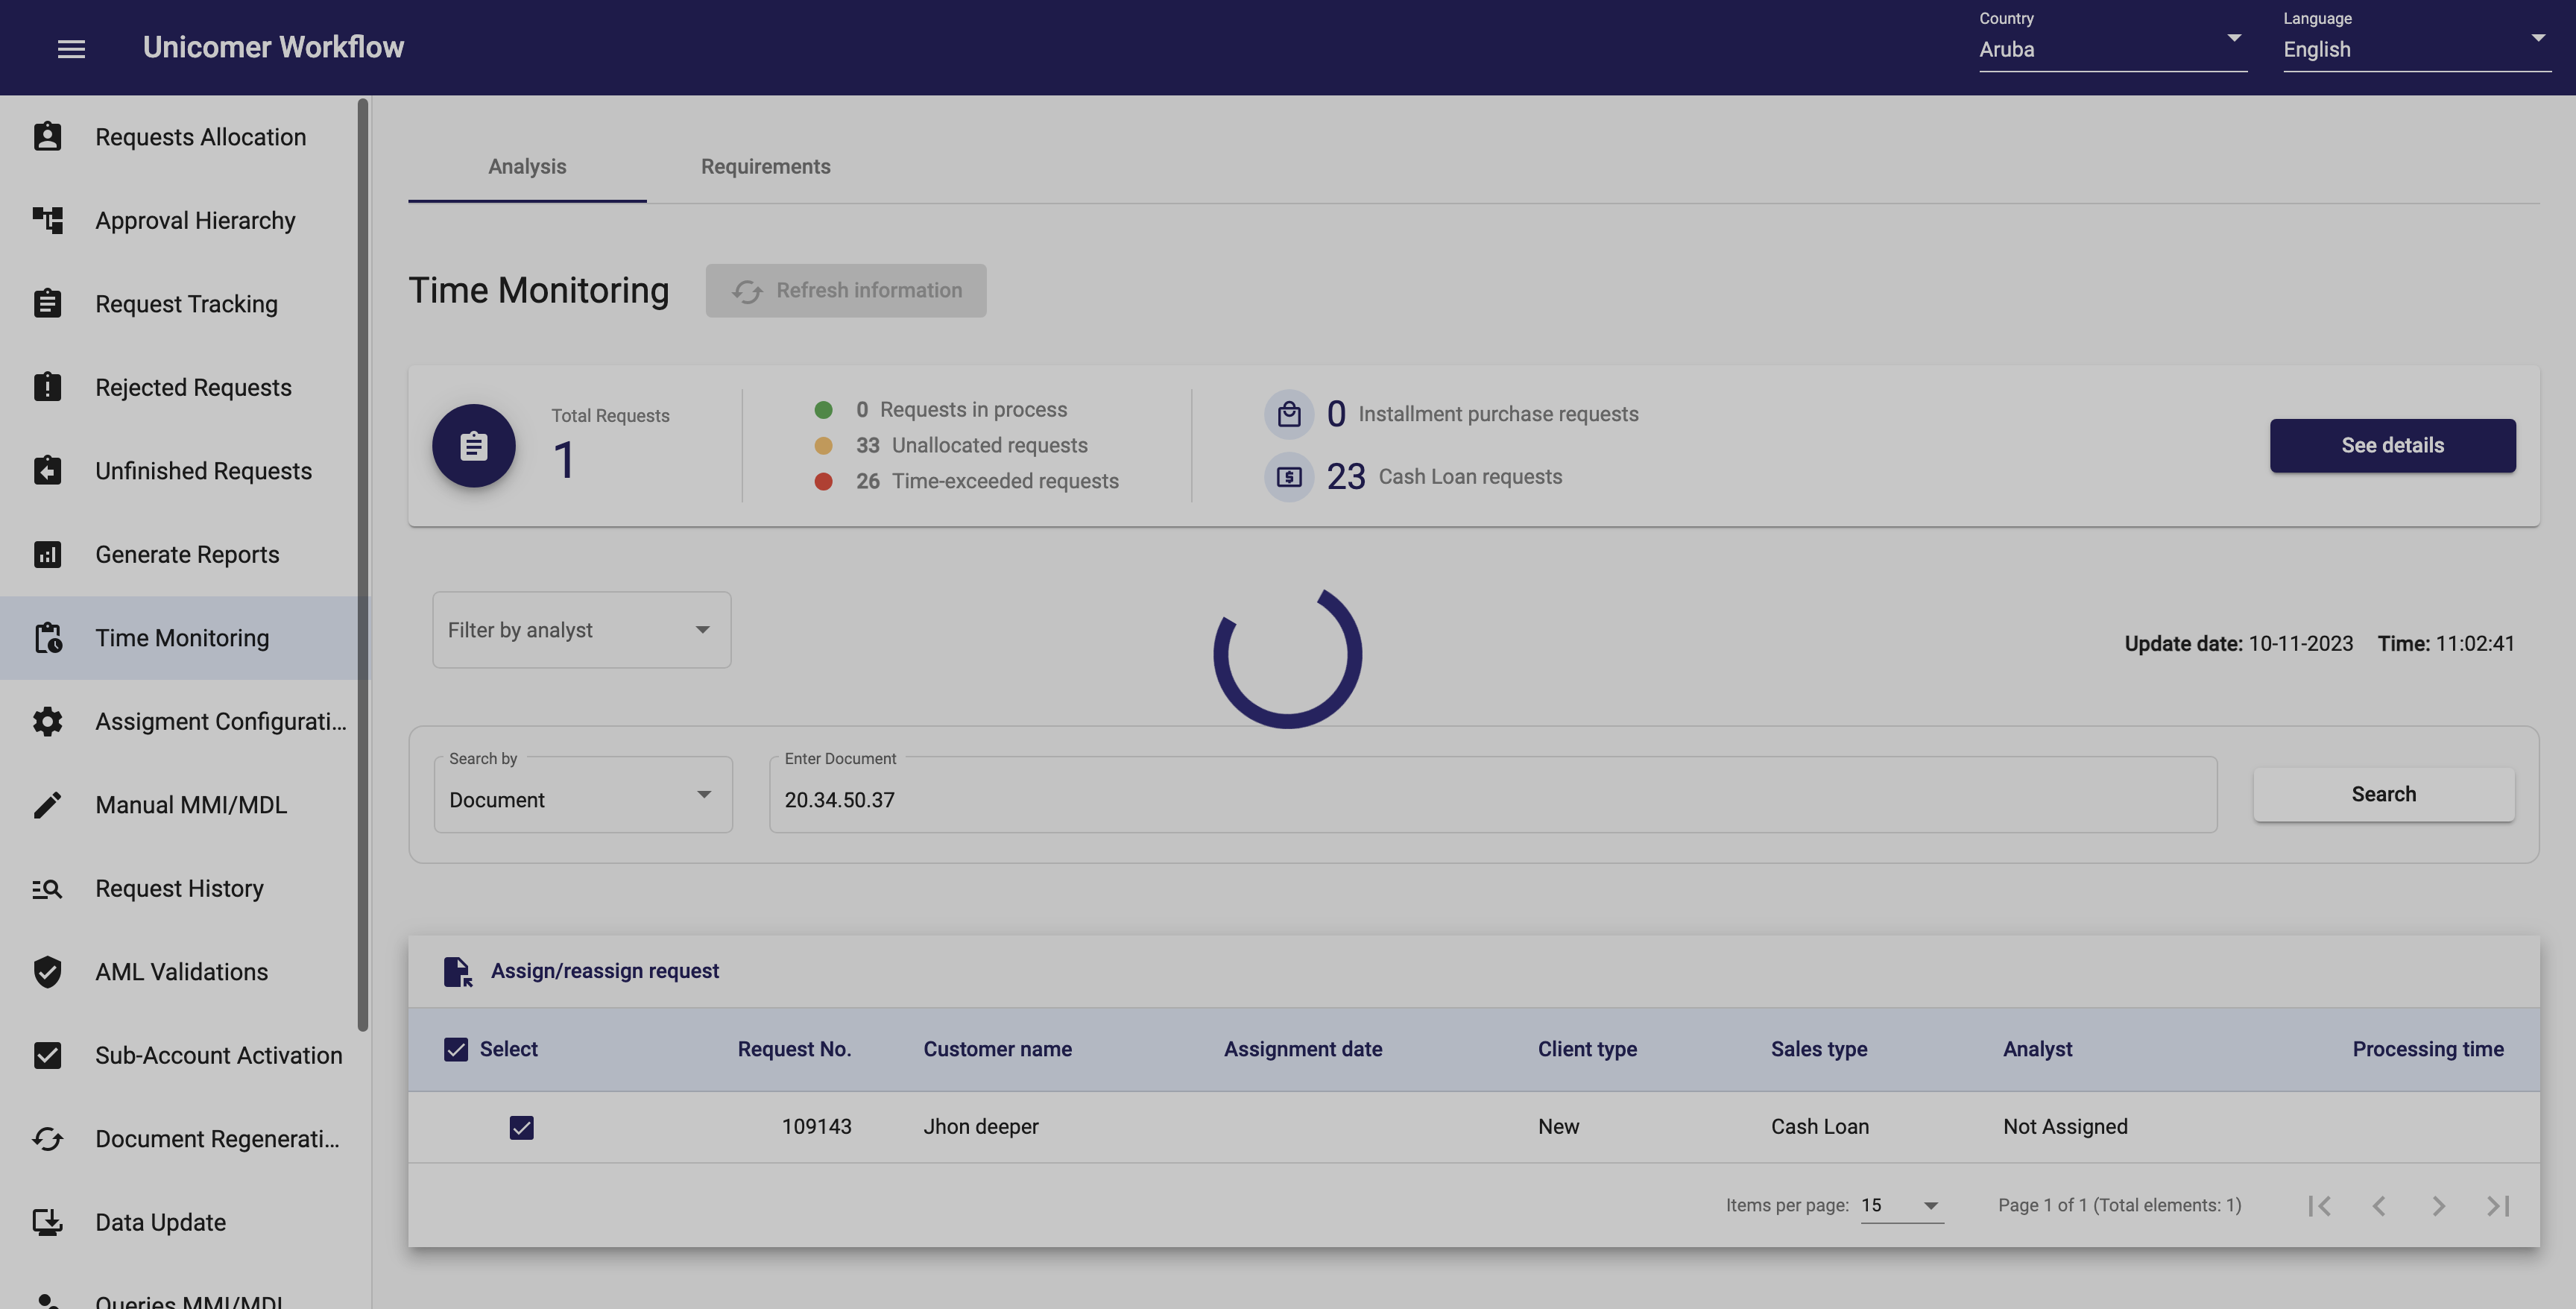 Unicomer Workflow
Country
Aruba
Language
English
Requests Allocation
Approval Hierarchy
Request Tracking
Rejected Requests
Unfinished Requests
Generate Reports
Time Monitoring
Assigment Configurati...
Manual MMI/MDL
Request History
AML Validations
Sub-Account Activation
Document Regenerati...
Data Update
Queries MMI/MDL
Analysis
Requirements
Time Monitoring
Refresh information
Total Requests
1
0 Requests in process
33 Unallocated requests
26 Time-exceeded requests
0 Installment purchase requests
23 Cash Loan requests
See details
Filter by analyst
Update date: 10-11-2023 Time: 11:02:41
Search by
Document
Enter Document
20.34.50.37
Search
Assign/reassign request
Select Request No. Customer name Assignment date Client type Sales type Analyst Processing time
109143 Jhon deeper New Cash Loan Not Assigned
Items per page: 15 Page 1 of 1 (Total elements: 1)